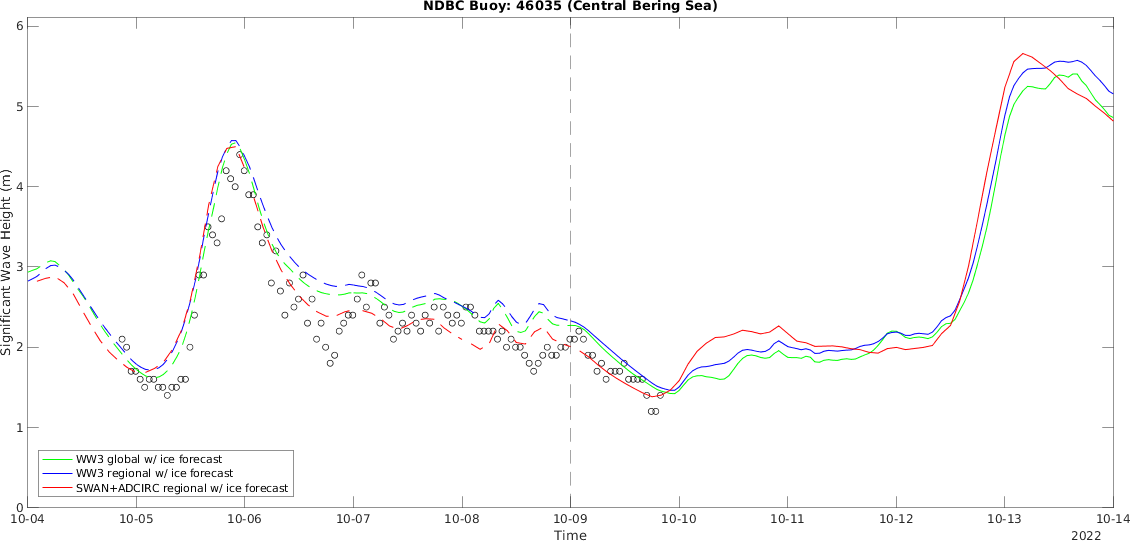 NDBC Buoy: 46035 (Central Bering Sea)
6
5
4
3
2
1
0
Significant Wave Height (m)
WW3 global w/ ice forecast
WW3 regional w/ ice forecast
SWAN+ADCIRC regional w/ ice forecast
10-04 10-05 10-06 10-07 10-08 10-09 10-10 10-11 10-12 10-13 10-14
Time
2022